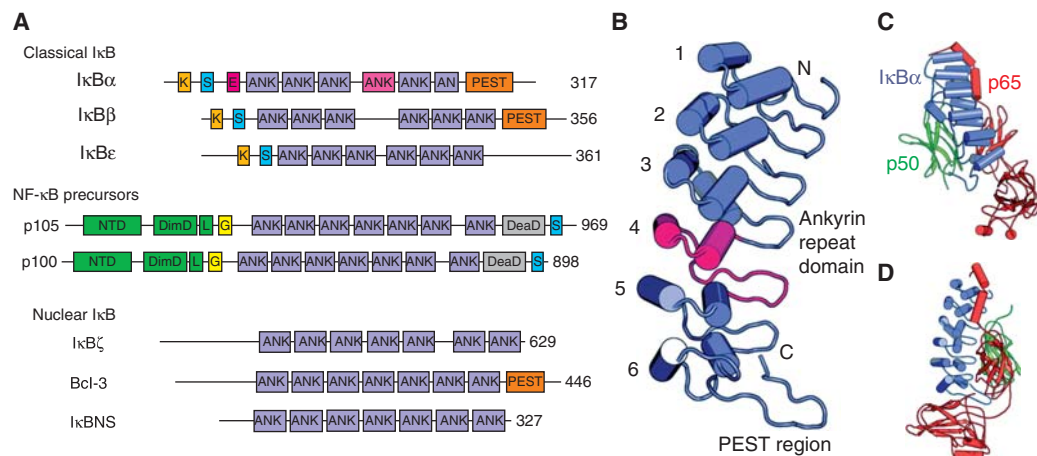 A
Classical IκB
IκBα K S E ANK ANK ANK ANK ANK AN PEST 317
IκBβ K S ANK ANK ANK ANK ANK ANK PEST 356
IκBε K S ANK ANK ANK ANK ANK ANK 361
NF-κB precursors
p105 NTD DimD L G ANK ANK ANK ANK ANK ANK ANK DeaD S 969
p100 NTD DimD L G ANK ANK ANK ANK ANK ANK ANK DeaD S 898
Nuclear IκB
IκBζ ANK ANK ANK ANK ANK ANK 629
Bcl-3 ANK ANK ANK ANK ANK ANK ANK PEST 446
IκBNS ANK ANK ANK ANK ANK ANK ANK 327
B
1
N
2
3
4
Ankyrin
repeat
domain
5
C
6
PEST region
C
IκBα
p65
p50
D